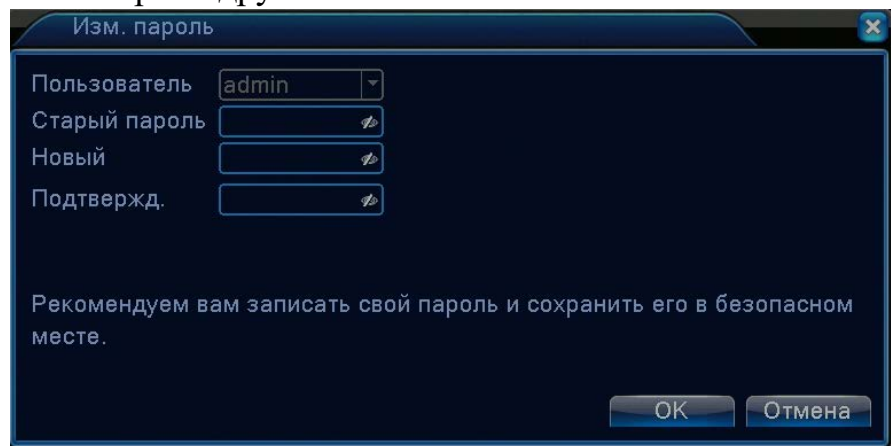 Изм. пароль
Пользователь admin
Старый пароль
Новый
Подтвержд.
Рекомендуем вам записать свой пароль и сохранить его в безопасном
месте.
OK Отмена